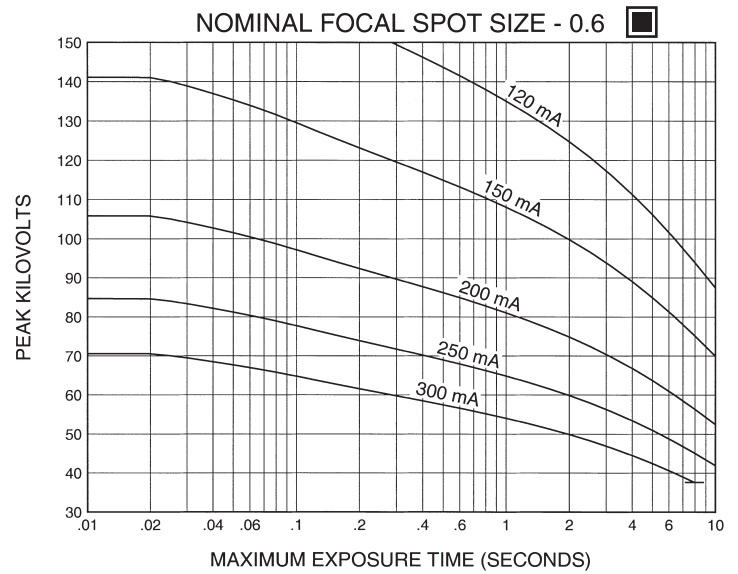 NOMINAL FOCAL SPOT SIZE - 0.6
150
140
130
120
110
100
90
80
70
60
50
40
30
PEAK KILOVOLTS
120 mA
150 mA
200 mA
250 mA
300 mA
.01 .02 .04 .06 .1 .2 .4 .6 1 2 4 6 10
MAXIMUM EXPOSURE TIME (SECONDS)